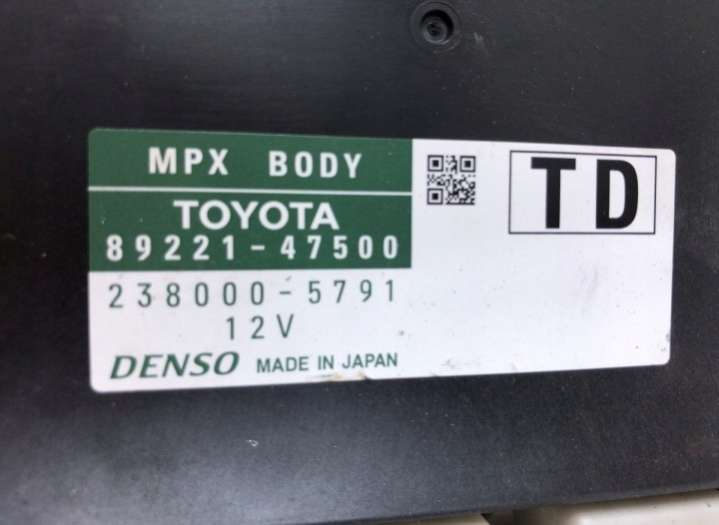 MPX BODY
TD
TOYOTA
89221-47500
238000-5791
12V
DENSO MADE IN JAPAN